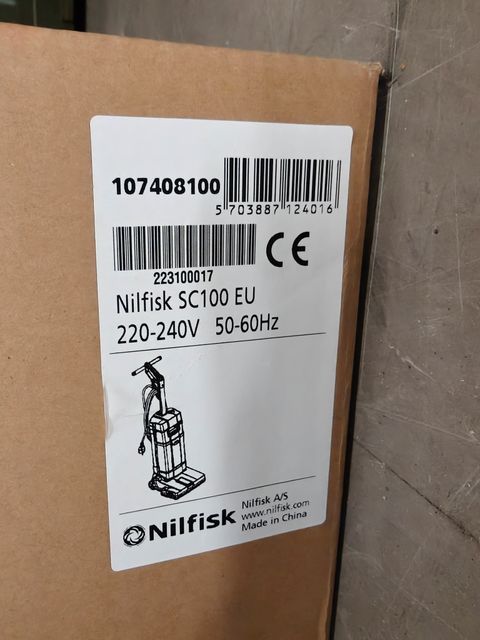 107408100
5 703887 124016
CE
223100017
Nilfisk SC100 EU
220-240V 50-60Hz
Nilfisk
Nilfisk A/S
www.nilfisk.com
Made in China